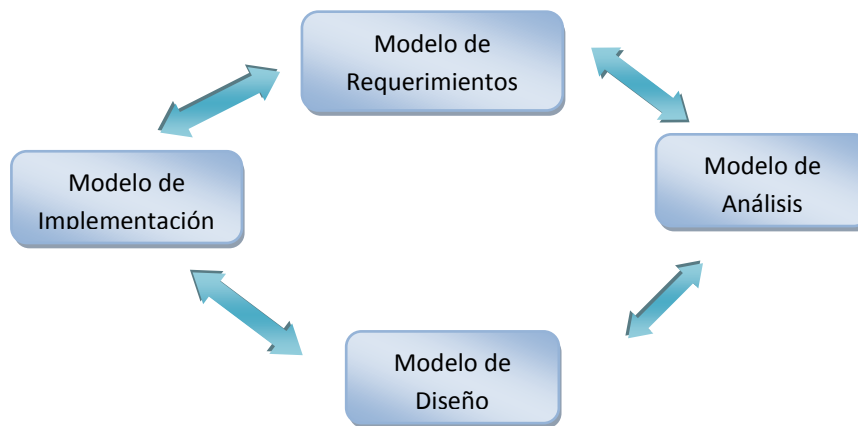 Modelo de
Requerimientos
Modelo de
Análisis
Modelo de
Implementación
Modelo de
Diseño